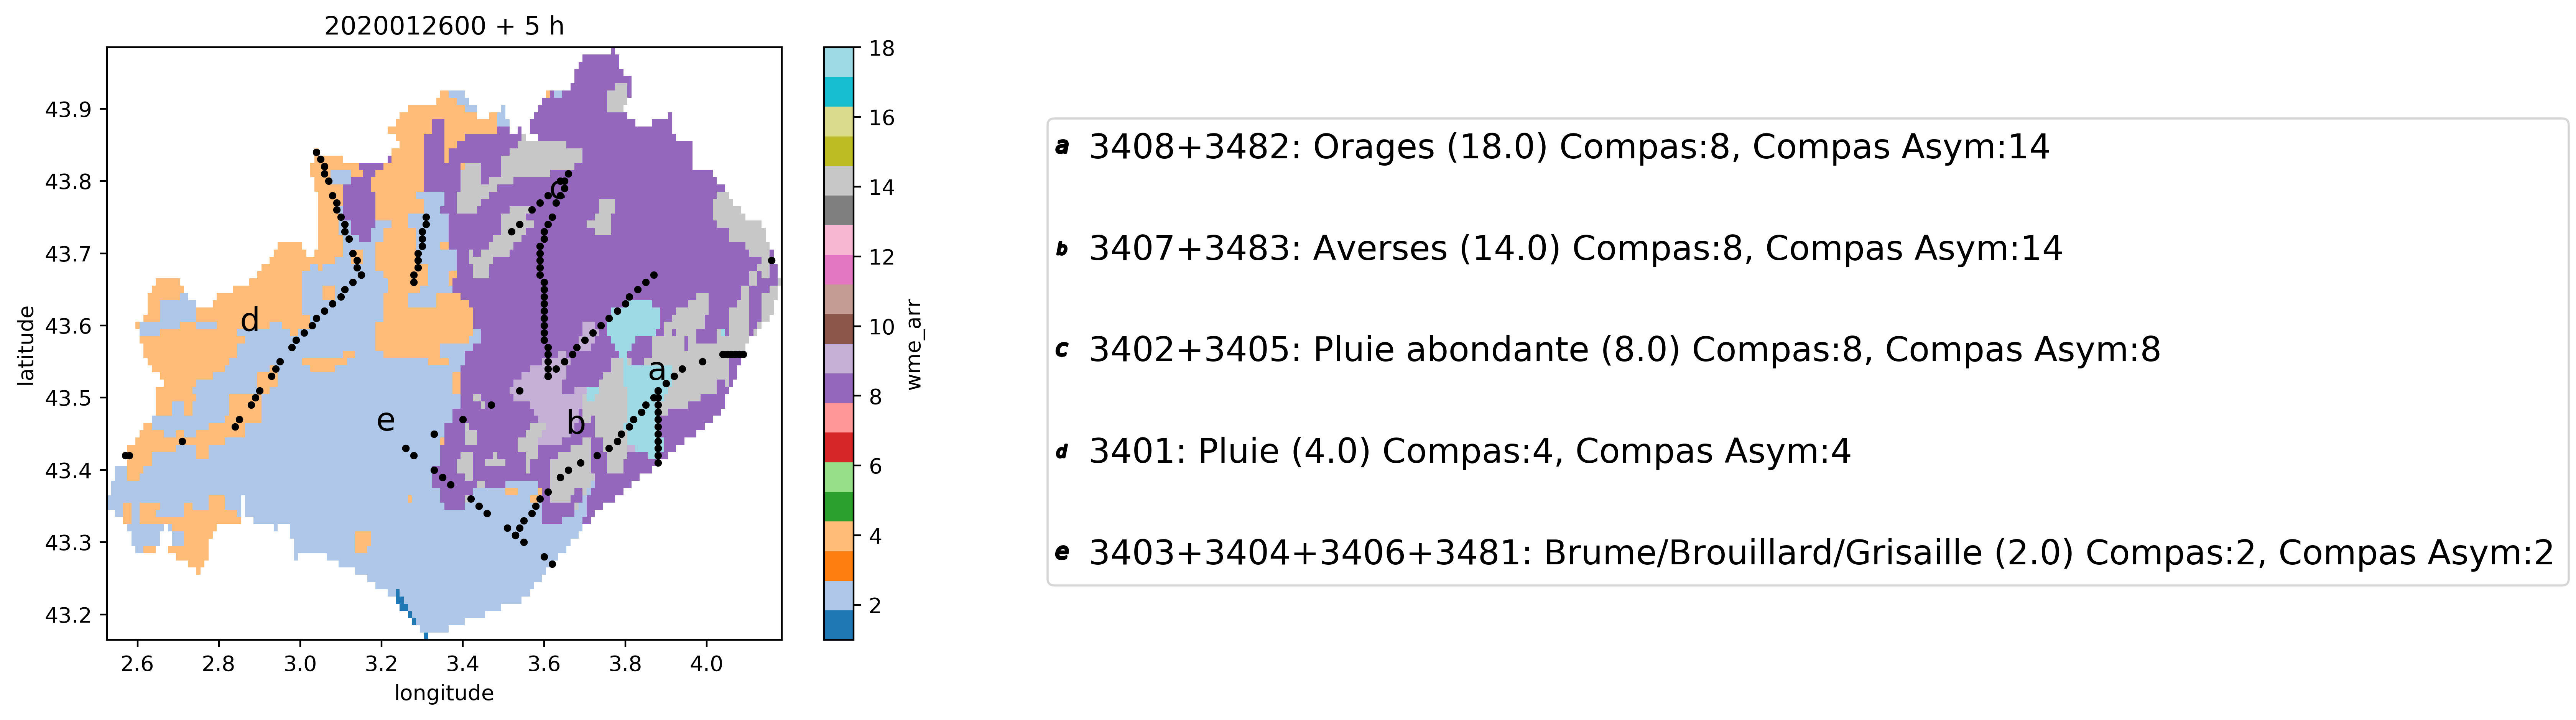 2020012600 + 5 h
43.9
43.8
43.7
43.6
43.5
43.4
43.3
43.2
latitude
2.6 2.8 3.0 3.2 3.4 3.6 3.8 4.0
longitude
c
d
a
e
b
18
16
14
12
10
8
6
4
2
wme_arr
a 3408+3482: Orages (18.0) Compas:8, Compas Asym:14
b 3407+3483: Averses (14.0) Compas:8, Compas Asym:14
c 3402+3405: Pluie abondante (8.0) Compas:8, Compas Asym:8
d 3401: Pluie (4.0) Compas:4, Compas Asym:4
e 3403+3404+3406+3481: Brume/Brouillard/Grisaille (2.0) Compas:2, Compas Asym:2